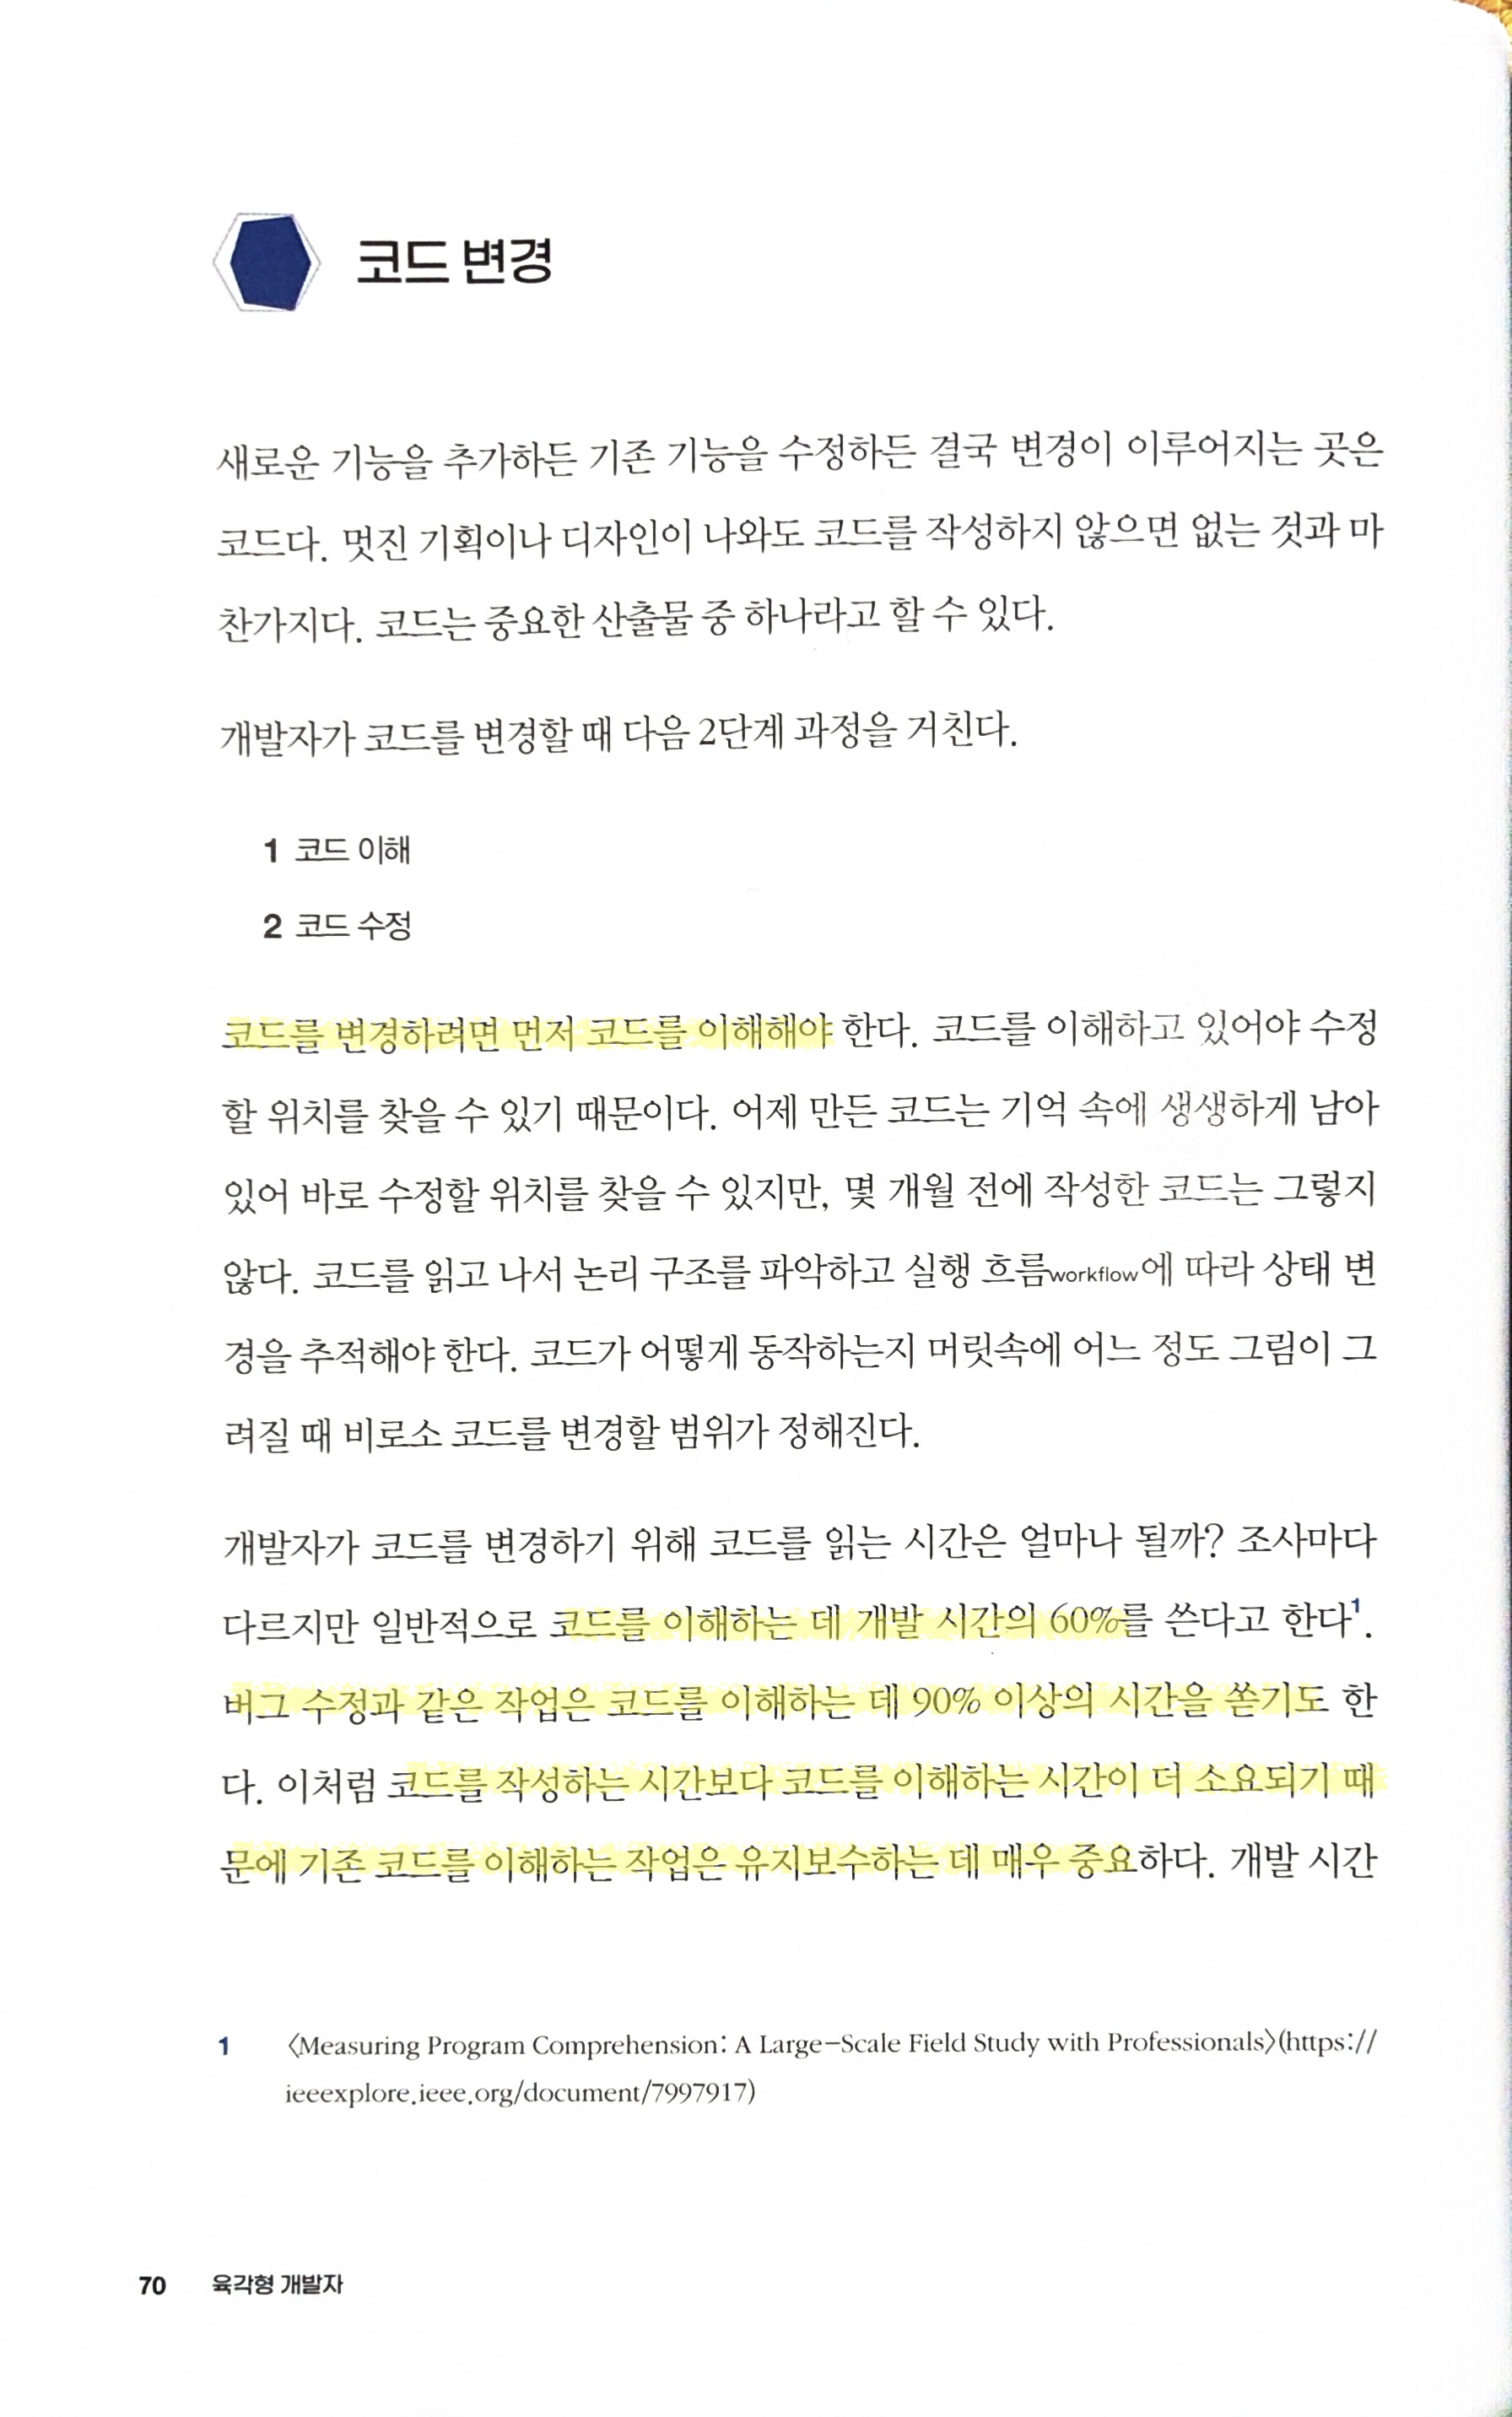 코드 변경
새로운 기능을 추가하든 기존 기능을 수정하든 결국 변경이 이루어지는 곳은
코드다. 멋진 기획이나 디자인이 나와도 코드를 작성하지 않으면 없는 것과 마
찬가지다. 코드는 중요한 산출물 중 하나라고 할 수 있다.
개발자가 코드를 변경할 때 다음 2단계 과정을 거친다.
1 코드 이해
2 코드 수정
코드를 변경하려면 먼저 코드를 이해해야 한다. 코드를 이해하고 있어야 수정
할 위치를 찾을 수 있기 때문이다. 어제 만든 코드는 기억 속에 생생하게 남아
있어 바로 수정할 위치를 찾을 수 있지만, 몇 개월 전에 작성한 코드는 그렇지
않다. 코드를 읽고 나서 논리 구조를 파악하고 실행 흐름workflow에 따라 상태 변
경을 추적해야 한다. 코드가 어떻게 동작하는지 머릿속에 어느 정도 그림이 그
려질 때 비로소 코드를 변경할 범위가 정해진다.
개발자가 코드를 변경하기 위해 코드를 읽는 시간은 얼마나 될까? 조사마다
다르지만 일반적으로 코드를 이해하는 데 개발 시간의 60%를 쓴다고 한다1.
버그 수정과 같은 작업은 코드를 이해하는 데 90% 이상의 시간을 쏟기도 한
다. 이처럼 코드를 작성하는 시간보다 코드를 이해하는 시간이 더 소요되기 때
문에 기존 코드를 이해하는 작업은 유지보수하는 데 매우 중요하다. 개발 시간
1 〈Measuring Program Comprehension: A Large-Scale Field Study with Professionals〉(https://
ieeexplore.ieee.org/document/7997917)
70 육각형 개발자